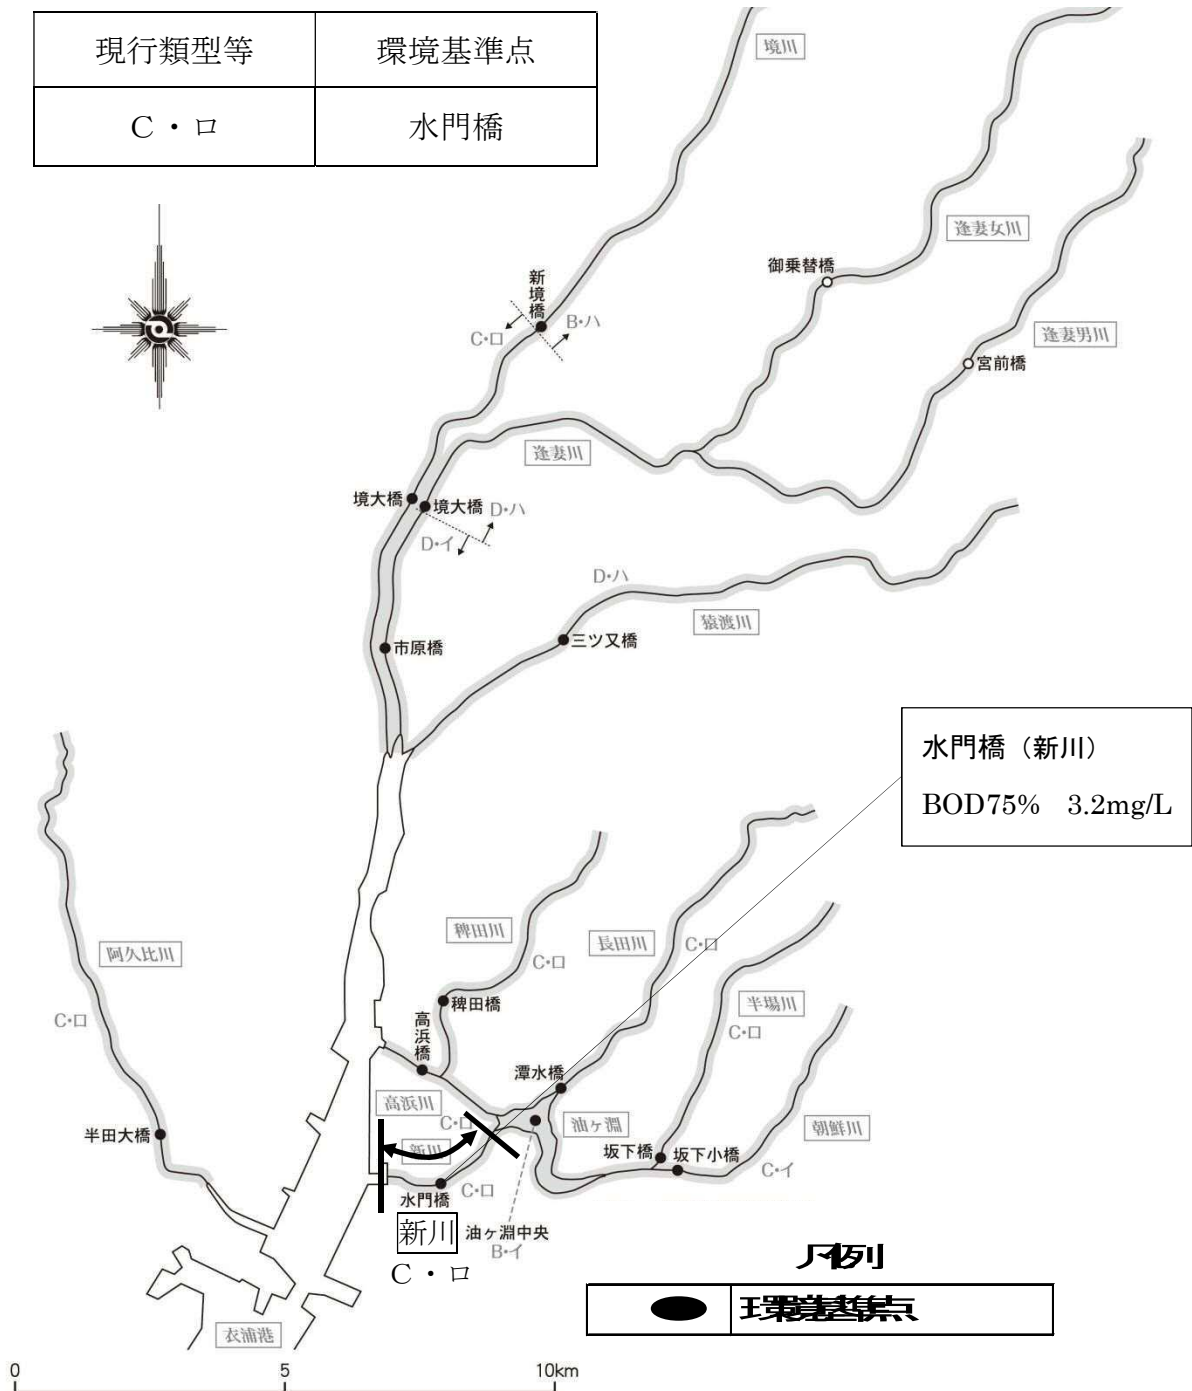 現行類型等 環境基準点
C・ロ 水門橋
境川
逢妻女川
御乗替橋
新境橋
B・ハ
C・ロ
逢妻男川
宮前橋
逢妻川
境大橋
境大橋
D・ハ
D・イ
D・ハ
猿渡川
三ツ又橋
市原橋
水門橋（新川）
BOD75% 3.2mg/L
稗田川
長田川
C・ロ
阿久比川
C・ロ
C・ロ
稗田橋
半場川
C・ロ
高浜橋
潭水橋
高浜川
C・ロ
油ヶ淵
朝鮮川
半田大橋
新川
坂下橋
坂下小橋
C・イ
水門橋
C・ロ
新川
油ヶ淵中央
B・イ
C・ロ
凡例
環境基準点
衣浦港
0 5 10km